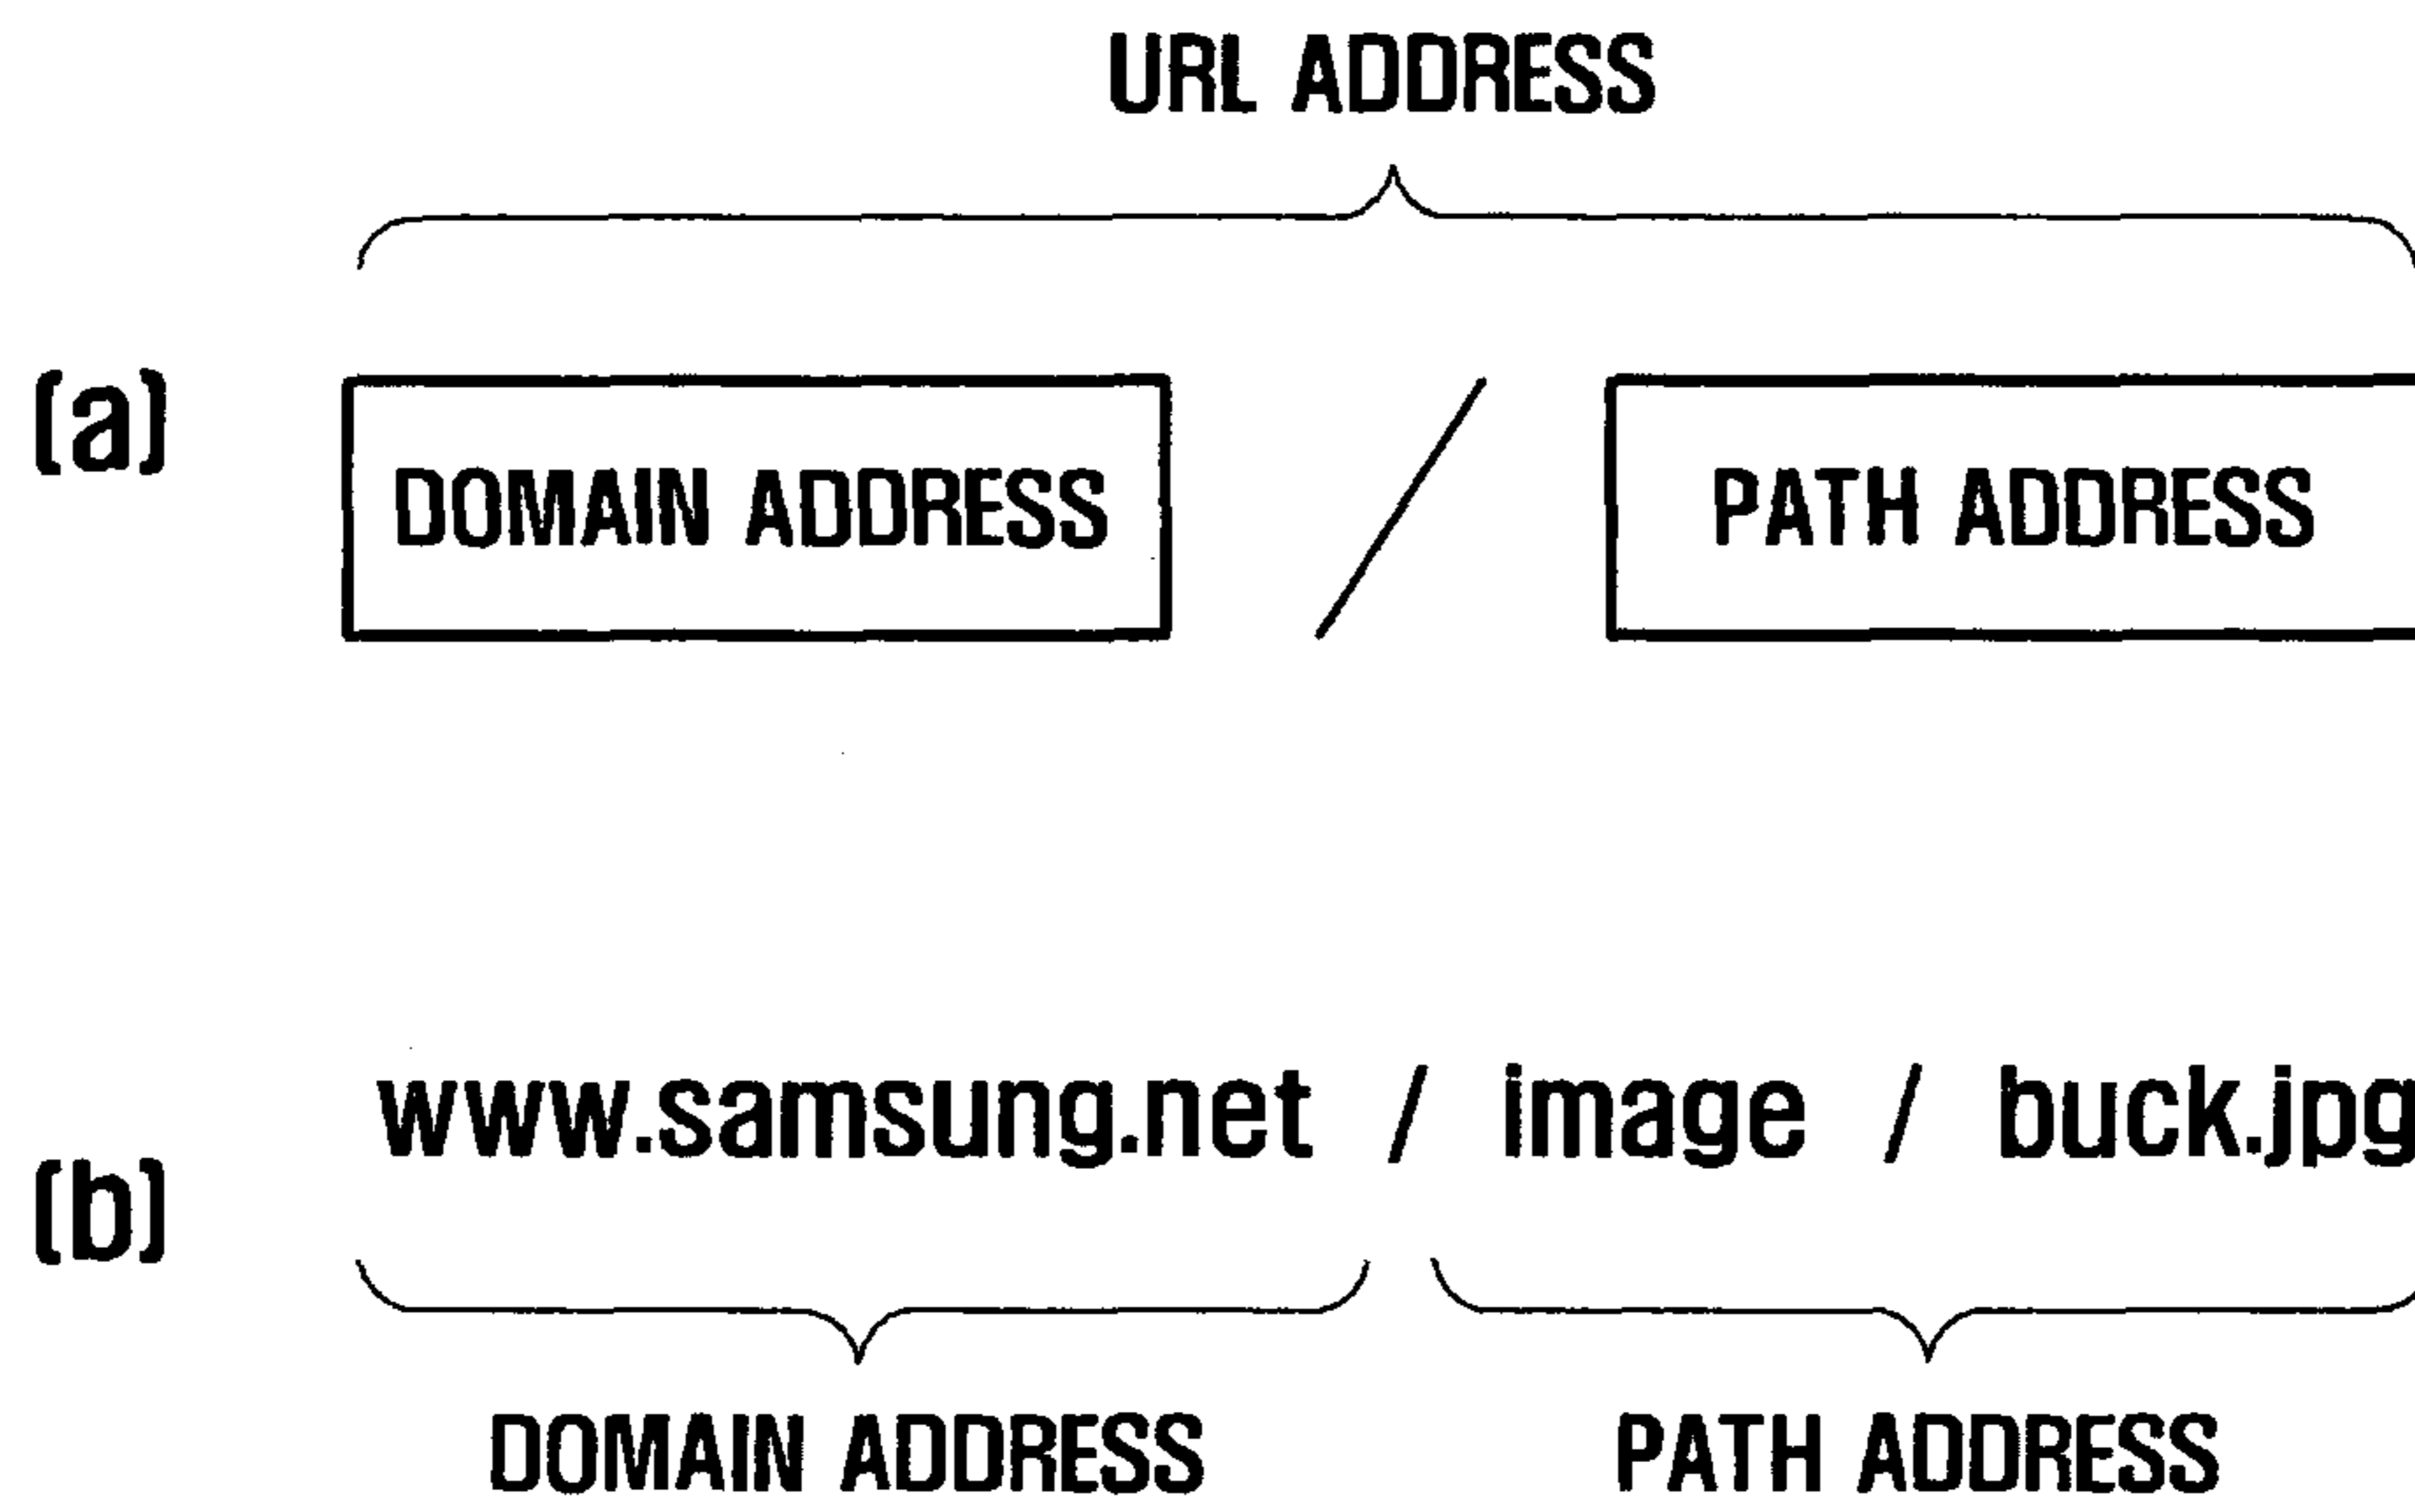 URL ADDRESS
(a)
DOMAIN ADDRESS / PATH ADDRESS
www.samsung.net / image / buck.jpg
(b)
DOMAIN ADDRESS PATH ADDRESS